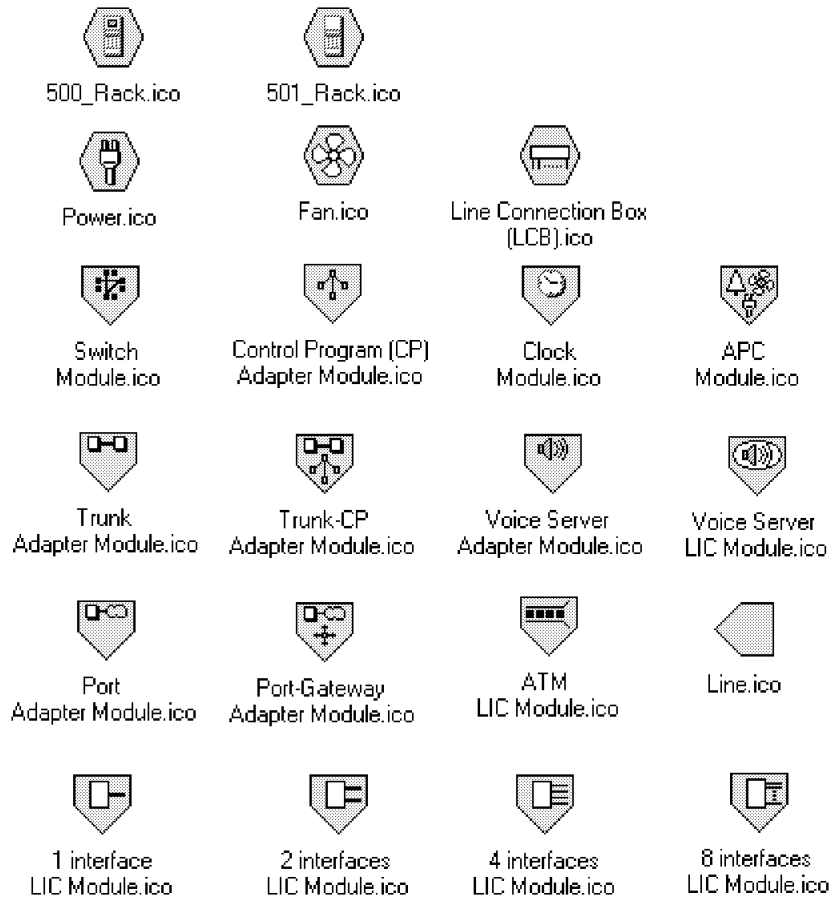 500_Rack.ico
501_Rack.ico
Power.ico
Fan.ico
Line Connection Box
(LCB).ico
Switch
Module.ico
Control Program (CP)
Adapter Module.ico
Clock
Module.ico
APC
Module.ico
Trunk
Adapter Module.ico
Trunk-CP
Adapter Module.ico
Voice Server
Adapter Module.ico
Voice Server
LIC Module.ico
Port
Adapter Module.ico
Port-Gateway
Adapter Module.ico
ATM
LIC Module.ico
Line.ico
1 interface
LIC Module.ico
2 interfaces
LIC Module.ico
4 interfaces
LIC Module.ico
8 interfaces
LIC Module.ico